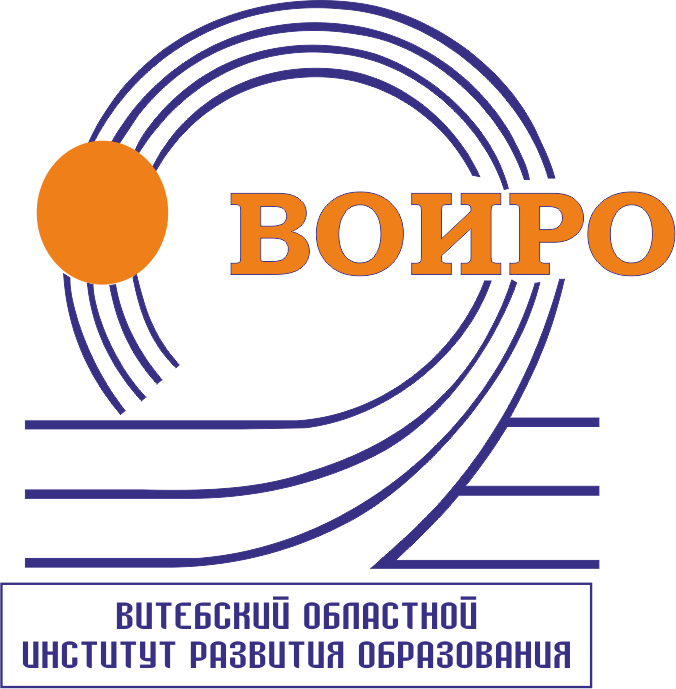 ВОИРО
ВИТЕБСКИЙ ОБЛАСТНОЙ
ИНСТИТУТ РАЗВИТИЯ ОБРАЗОВАНИЯ